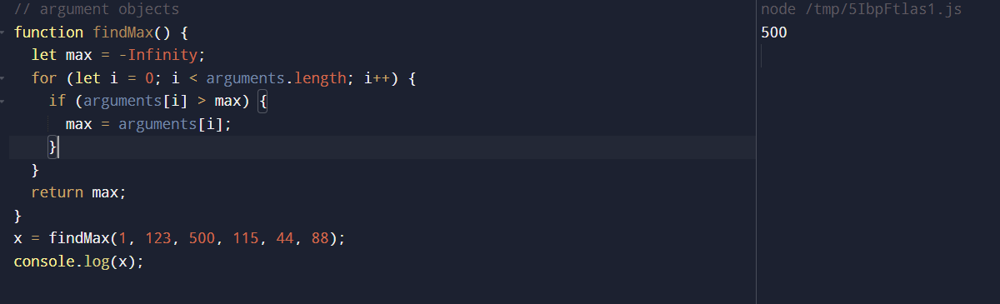 // argument objects
function findMax() {
  let max = -Infinity;
  for (let i = 0; i < arguments.length; i++) {
    if (arguments[i] > max) {
      max = arguments[i];
    }
  }
  return max;
}
x = findMax(1, 123, 500, 115, 44, 88);
console.log(x);
node /tmp/5IbpFtlas1.js
500